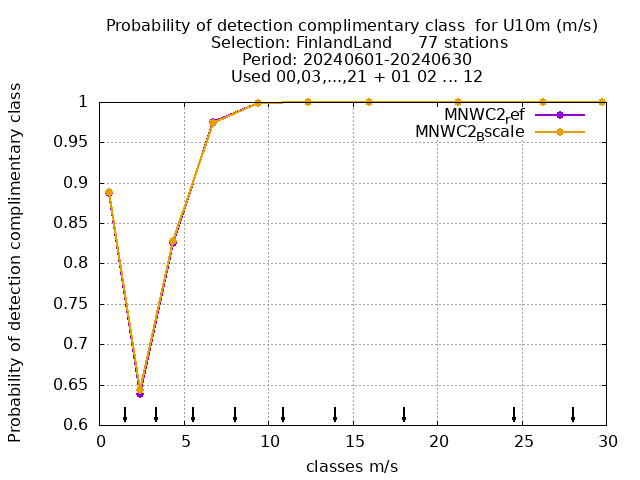 Probability of detection complimentary class  for U10m (m/s)
Selection: FinlandLand     77 stations
Period: 20240601-20240630
Used 00,03,...,21 + 01 02 ... 12
Probability of detection complimentary class
1
0.95
0.9
0.85
0.8
0.75
0.7
0.65
0.6
MNWC2ref
MNWC2Bscale
0 5 10 15 20 25 30
classes m/s